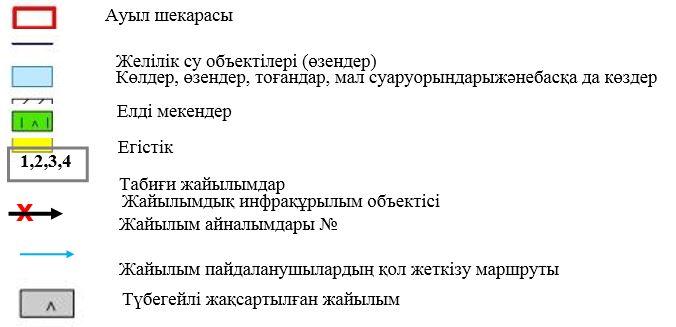 Ауыл шекарасы
Желілік су объектілері (өзендер)
Көлдер, өзендер, тоғандар, мал суаруорындарыжәнебасқа да көздер
Елді мекендер
Егістік
1,2,3,4
Табиғи жайылымдар
Жайылымдық инфрақұрылым объектісі
X
Жайылым айналымдары №
Жайылым пайдаланушылардың қол жеткізу маршруты
Түбегейлі жақсартылған жайылым